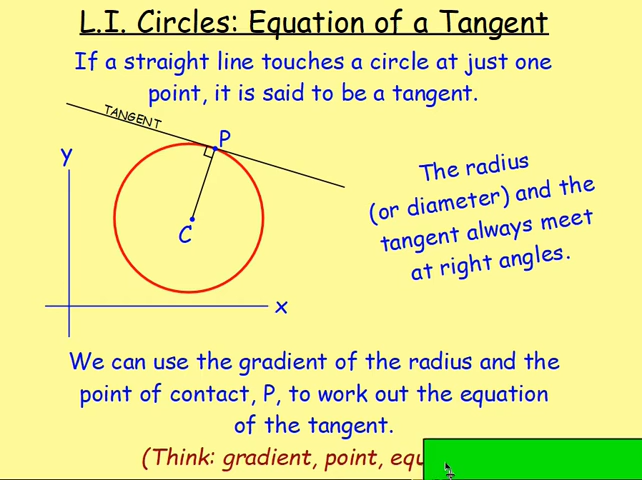 L.I. Circles: Equation of a Tangent
If a straight line touches a circle at just one
point, it is said to be a tangent.
TANGENT
P
y
C
x
The radius
(or diameter) and the
tangent always meet
at right angles.
We can use the gradient of the radius and the
point of contact, P, to work out the equation
of the tangent.
(Think: gradient, point,